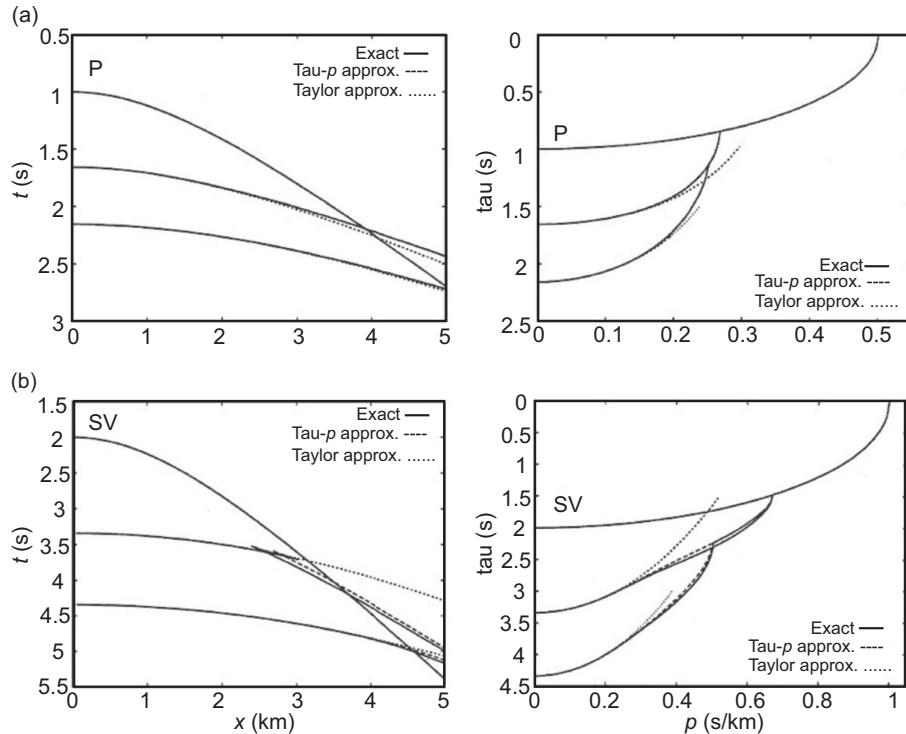 (a)
0.5
1
1.5
2
2.5
3
t (s)
P
Exact
Tau-p approx.
Taylor approx.
0 1 2 3 4 5
0
0.5
1
1.5
2
2.5
tau (s)
P
Exact
Tau-p approx.
Taylor approx.
0 0.1 0.2 0.3 0.4 0.5
(b)
1.5
2
2.5
3
3.5
4
4.5
5
5.5
t (s)
SV
Exact
Tau-p approx.
Taylor approx.
0 1 2 3 4 5
x (km)
0
0.5
1
1.5
2
2.5
3
3.5
4
4.5
tau (s)
SV
Exact
Tau-p approx.
Taylor approx.
0 0.2 0.4 0.6 0.8 1
p (s/km)